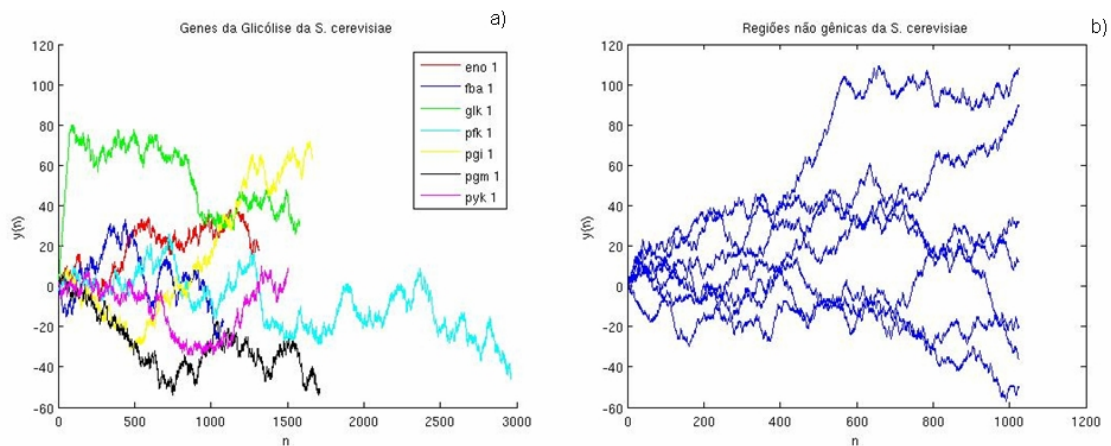 Genes da Glicólise da S. cerevisiae
a)
120
100
80
60
40
20
0
-20
-40
-60
y(n)
eno 1
fba 1
glk 1
pfk 1
pgi 1
pgm 1
pyk 1
0 500 1000 1500 2000 2500 3000
n
Regiões não gênicas da S. cerevisiae
b)
120
100
80
60
40
20
0
-20
-40
-60
y(n)
0 200 400 600 800 1000 1200
n